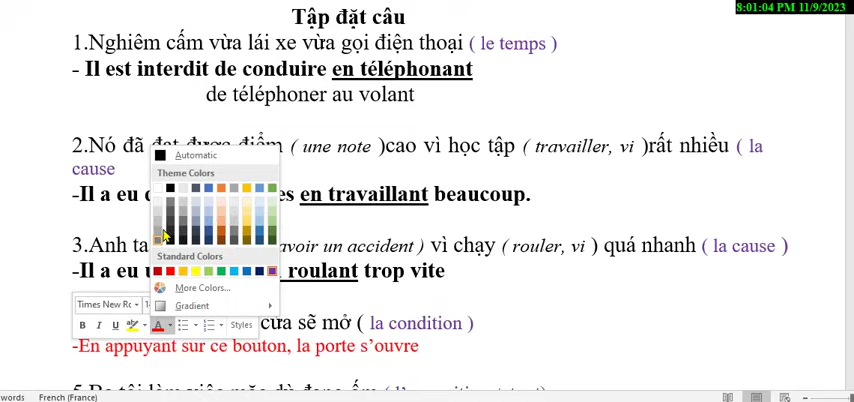 8:01:04 PM 11/9/2023
Tập đặt câu
1.Nghiêm cấm vừa lái xe vừa gọi điện thoại ( le temps )
- Il est interdit de conduire en téléphonant
de téléphoner au volant
2.Nó đã đạt được điểm ( une note )cao vì học tập ( travailler, vi )rất nhiều ( la
cause
-Il a eu en travaillant beaucoup.
3.Anh avoir un accident ) vì chạy ( rouler, vi ) quá nhanh ( la cause )
-Il a eu roulant trop vite
cửa sẽ mở ( la condition )
-En appuyant sur ce bouton, la porte s’ouvre
Automatic
Theme Colors
Standard Colors
More Colors...
Gradient
Times New Ro
B I U A Styles
words French (France)